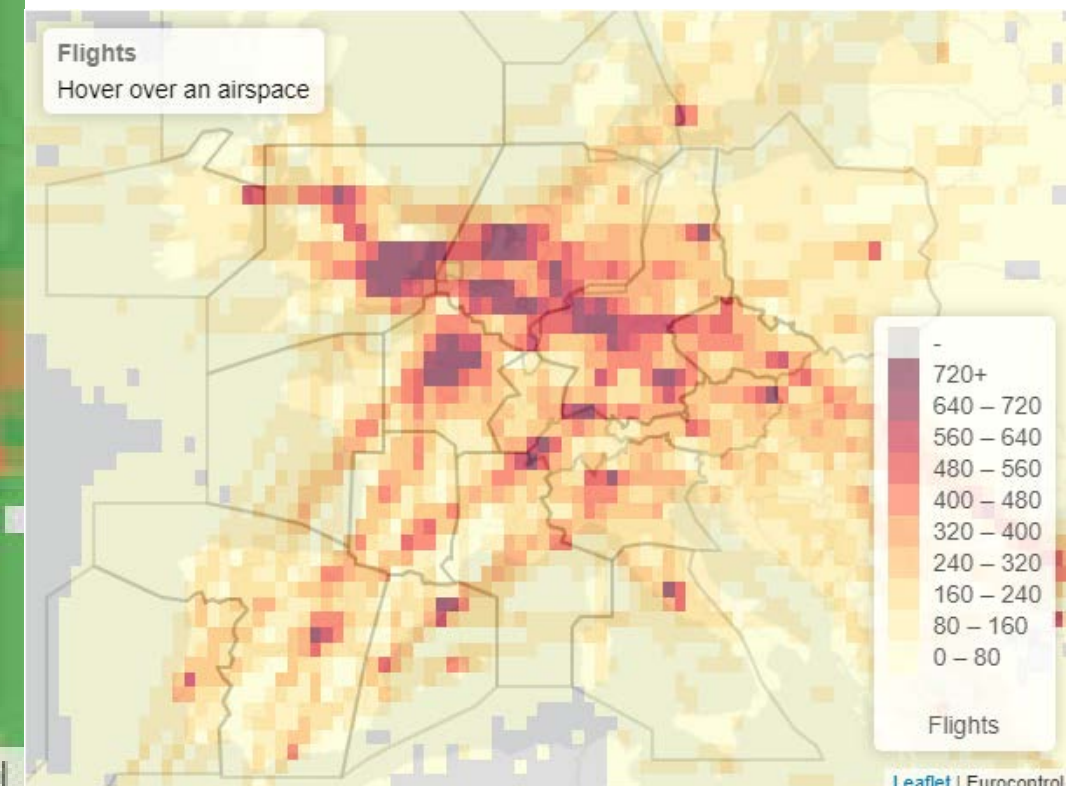 Flights
Hover over an airspace
-
720+
640 – 720
560 – 640
480 – 560
400 – 480
320 – 400
240 – 320
160 – 240
80 – 160
0 – 80
Flights
Leaflet | Eurocontrol